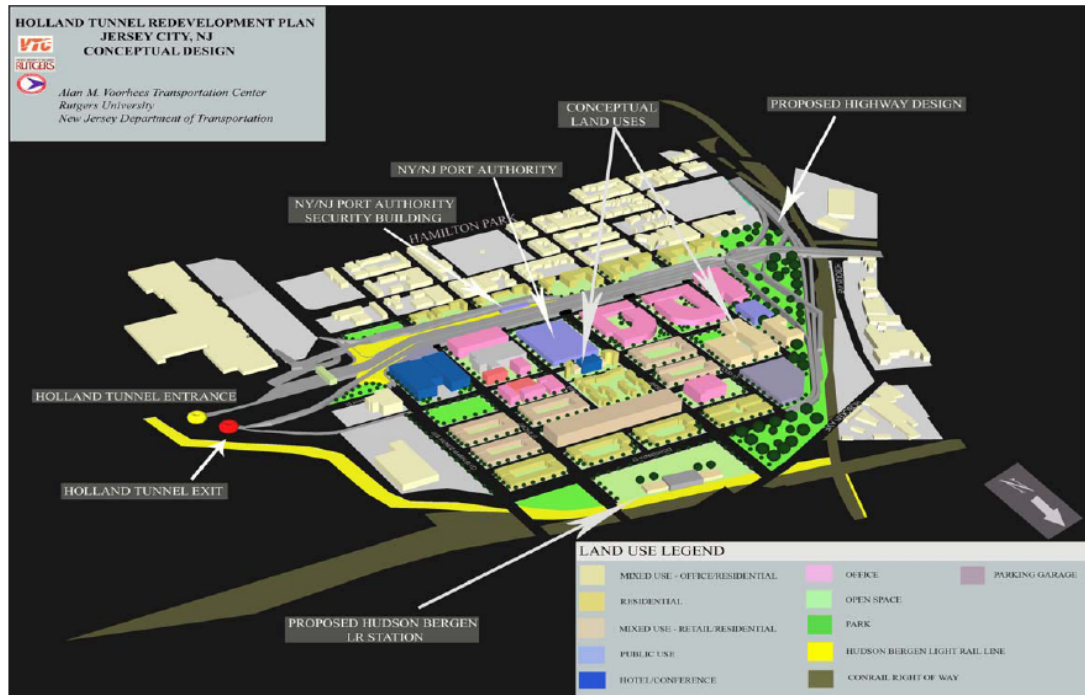 HOLLAND TUNNEL REDEVELOPMENT PLAN
JERSEY CITY, NJ
CONCEPTUAL DESIGN
VTC
RUTGERS
Alan M. Voorhees Transportation Center
Rutgers University
New Jersey Department of Transportation
CONCEPTUAL
LAND USES
PROPOSED HIGHWAY DESIGN
NY/NJ PORT AUTHORITY
NY/NJ PORT AUTHORITY
SECURITY BUILDING
HAMILTON PARK
HOLLAND TUNNEL ENTRANCE
HOLLAND TUNNEL EXIT
PROPOSED HUDSON BERGEN
LR STATION
N
LAND USE LEGEND
MIXED USE - OFFICE/RESIDENTIAL
RESIDENTIAL
MIXED USE - RETAIL/RESIDENTIAL
PUBLIC USE
HOTEL/CONFERENCE
OFFICE
OPEN SPACE
PARK
HUDSON BERGEN LIGHT RAIL LINE
CONRAIL RIGHT OF WAY
PARKING GARAGE